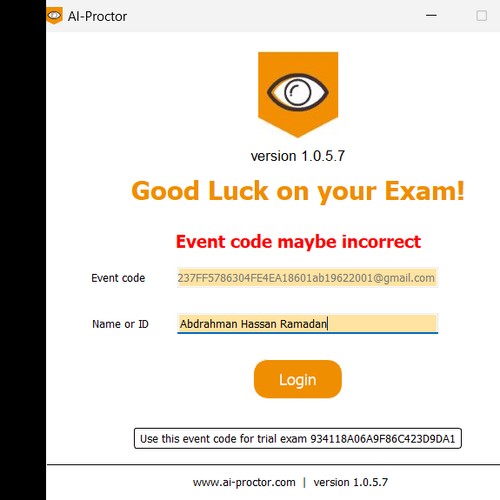 AI-Proctor
version 1.0.5.7
Good Luck on your Exam!
Event code maybe incorrect
Event code 237FF5786304FE4EA18601ab19622001@gmail.com
Name or ID Abdrahman Hassan Ramadan
Login
Use this event code for trial exam 934118A06A9F86C423D9DA1
www.ai-proctor.com | version 1.0.5.7